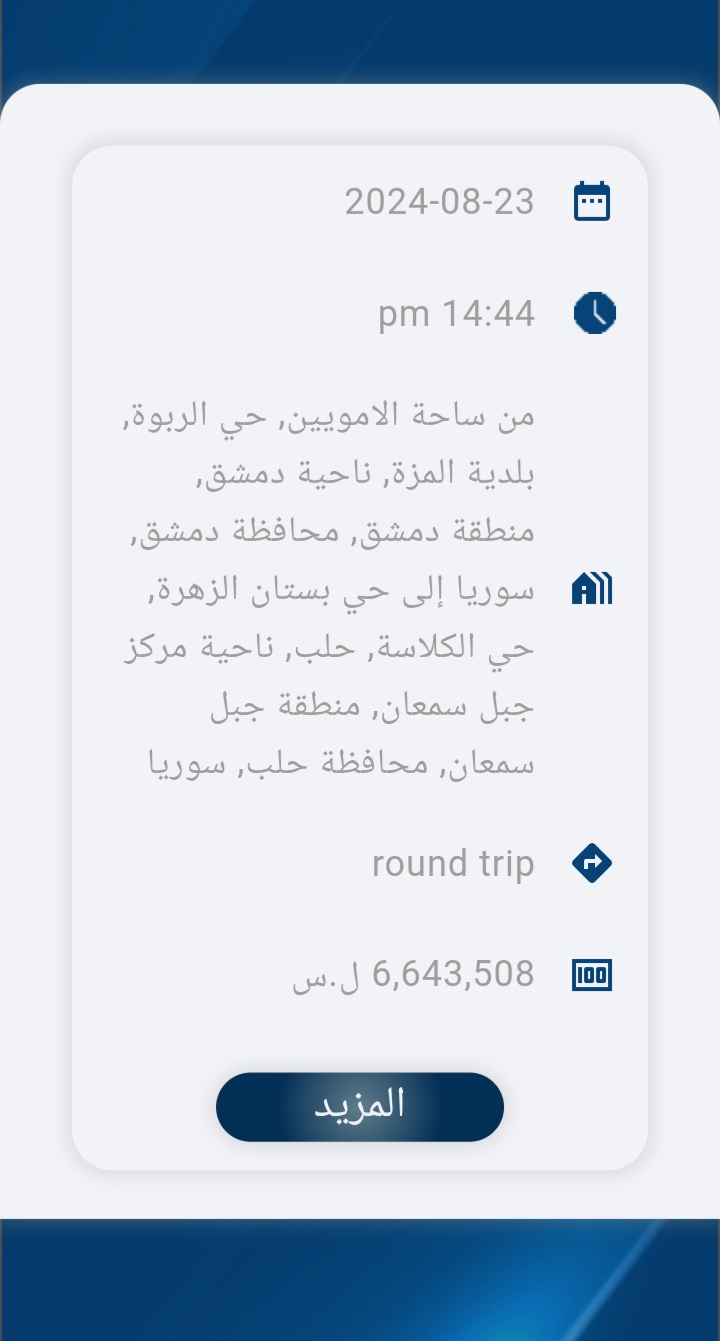 2024-08-23
14:44 pm
من ساحة الامويين, حي الربوة,
بلدية المزة, ناحية دمشق,
منطقة دمشق, محافظة دمشق,
سوريا إلى حي بستان الزهرة,
حي الكلاسة, حلب, ناحية مركز
جبل سمعان, منطقة جبل
سمعان, محافظة حلب, سوريا
round trip
100
6,643,508 ل.س
المزيد